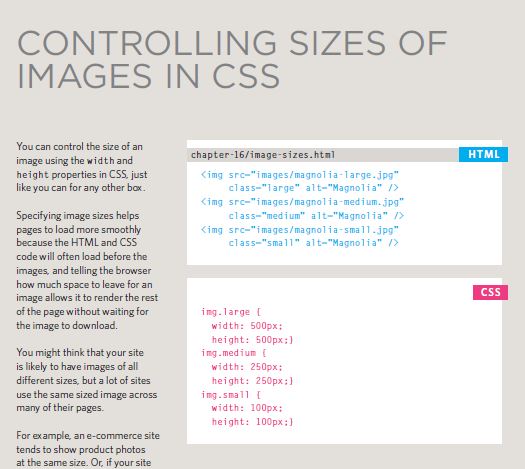 CONTROLLING SIZES OF
IMAGES IN CSS
You can control the size of an
image using the width and
height properties in CSS, just
like you can for any other box.
Specifying image sizes helps
pages to load more smoothly
because the HTML and CSS
code will often load before the
images, and telling the browser
how much space to leave for an
image allows it to render the rest
of the page without waiting for
the image to download.
You might think that your site
is likely to have images of all
different sizes, but a lot of sites
use the same sized image across
many of their pages.
For example, an e-commerce site
tends to show product photos
at the same size. Or, if your site
chapter-16/image-sizes.html
HTML
<img src="images/magnolia-large.jpg"
class="large" alt="Magnolia" />
<img src="images/magnolia-medium.jpg"
class="medium" alt="Magnolia" />
<img src="images/magnolia-small.jpg"
class="small" alt="Magnolia" />
CSS
img.large {
width: 500px;
height: 500px;}
img.medium {
width: 250px;
height: 250px;}
img.small {
width: 100px;
height: 100px;}